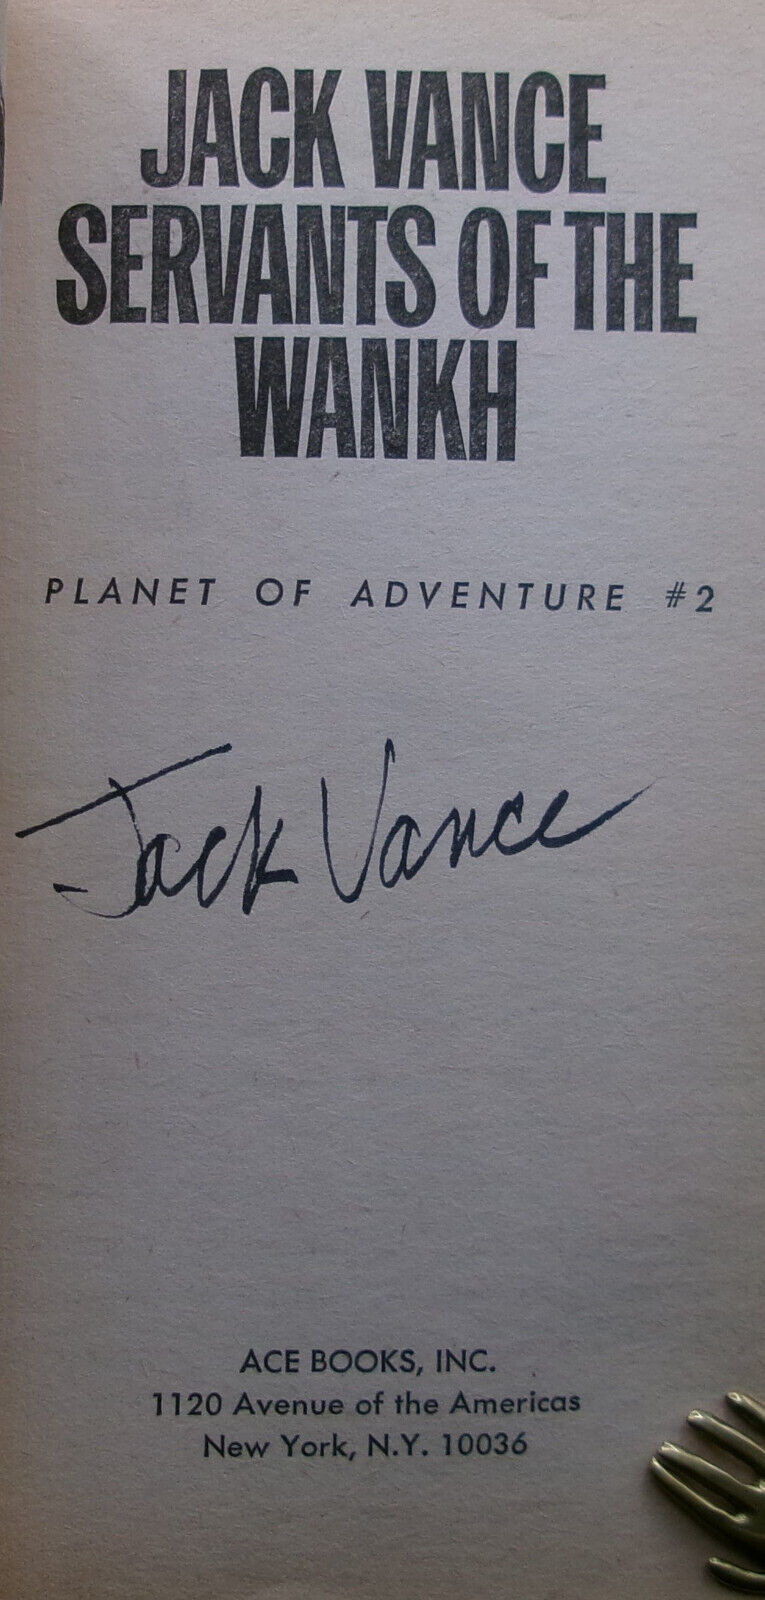 JACK VANCE
SERVANTS OF THE
WANKH
PLANET OF ADVENTURE #2
Jack Vance
ACE BOOKS, INC.
1120 Avenue of the Americas
New York, N.Y. 10036